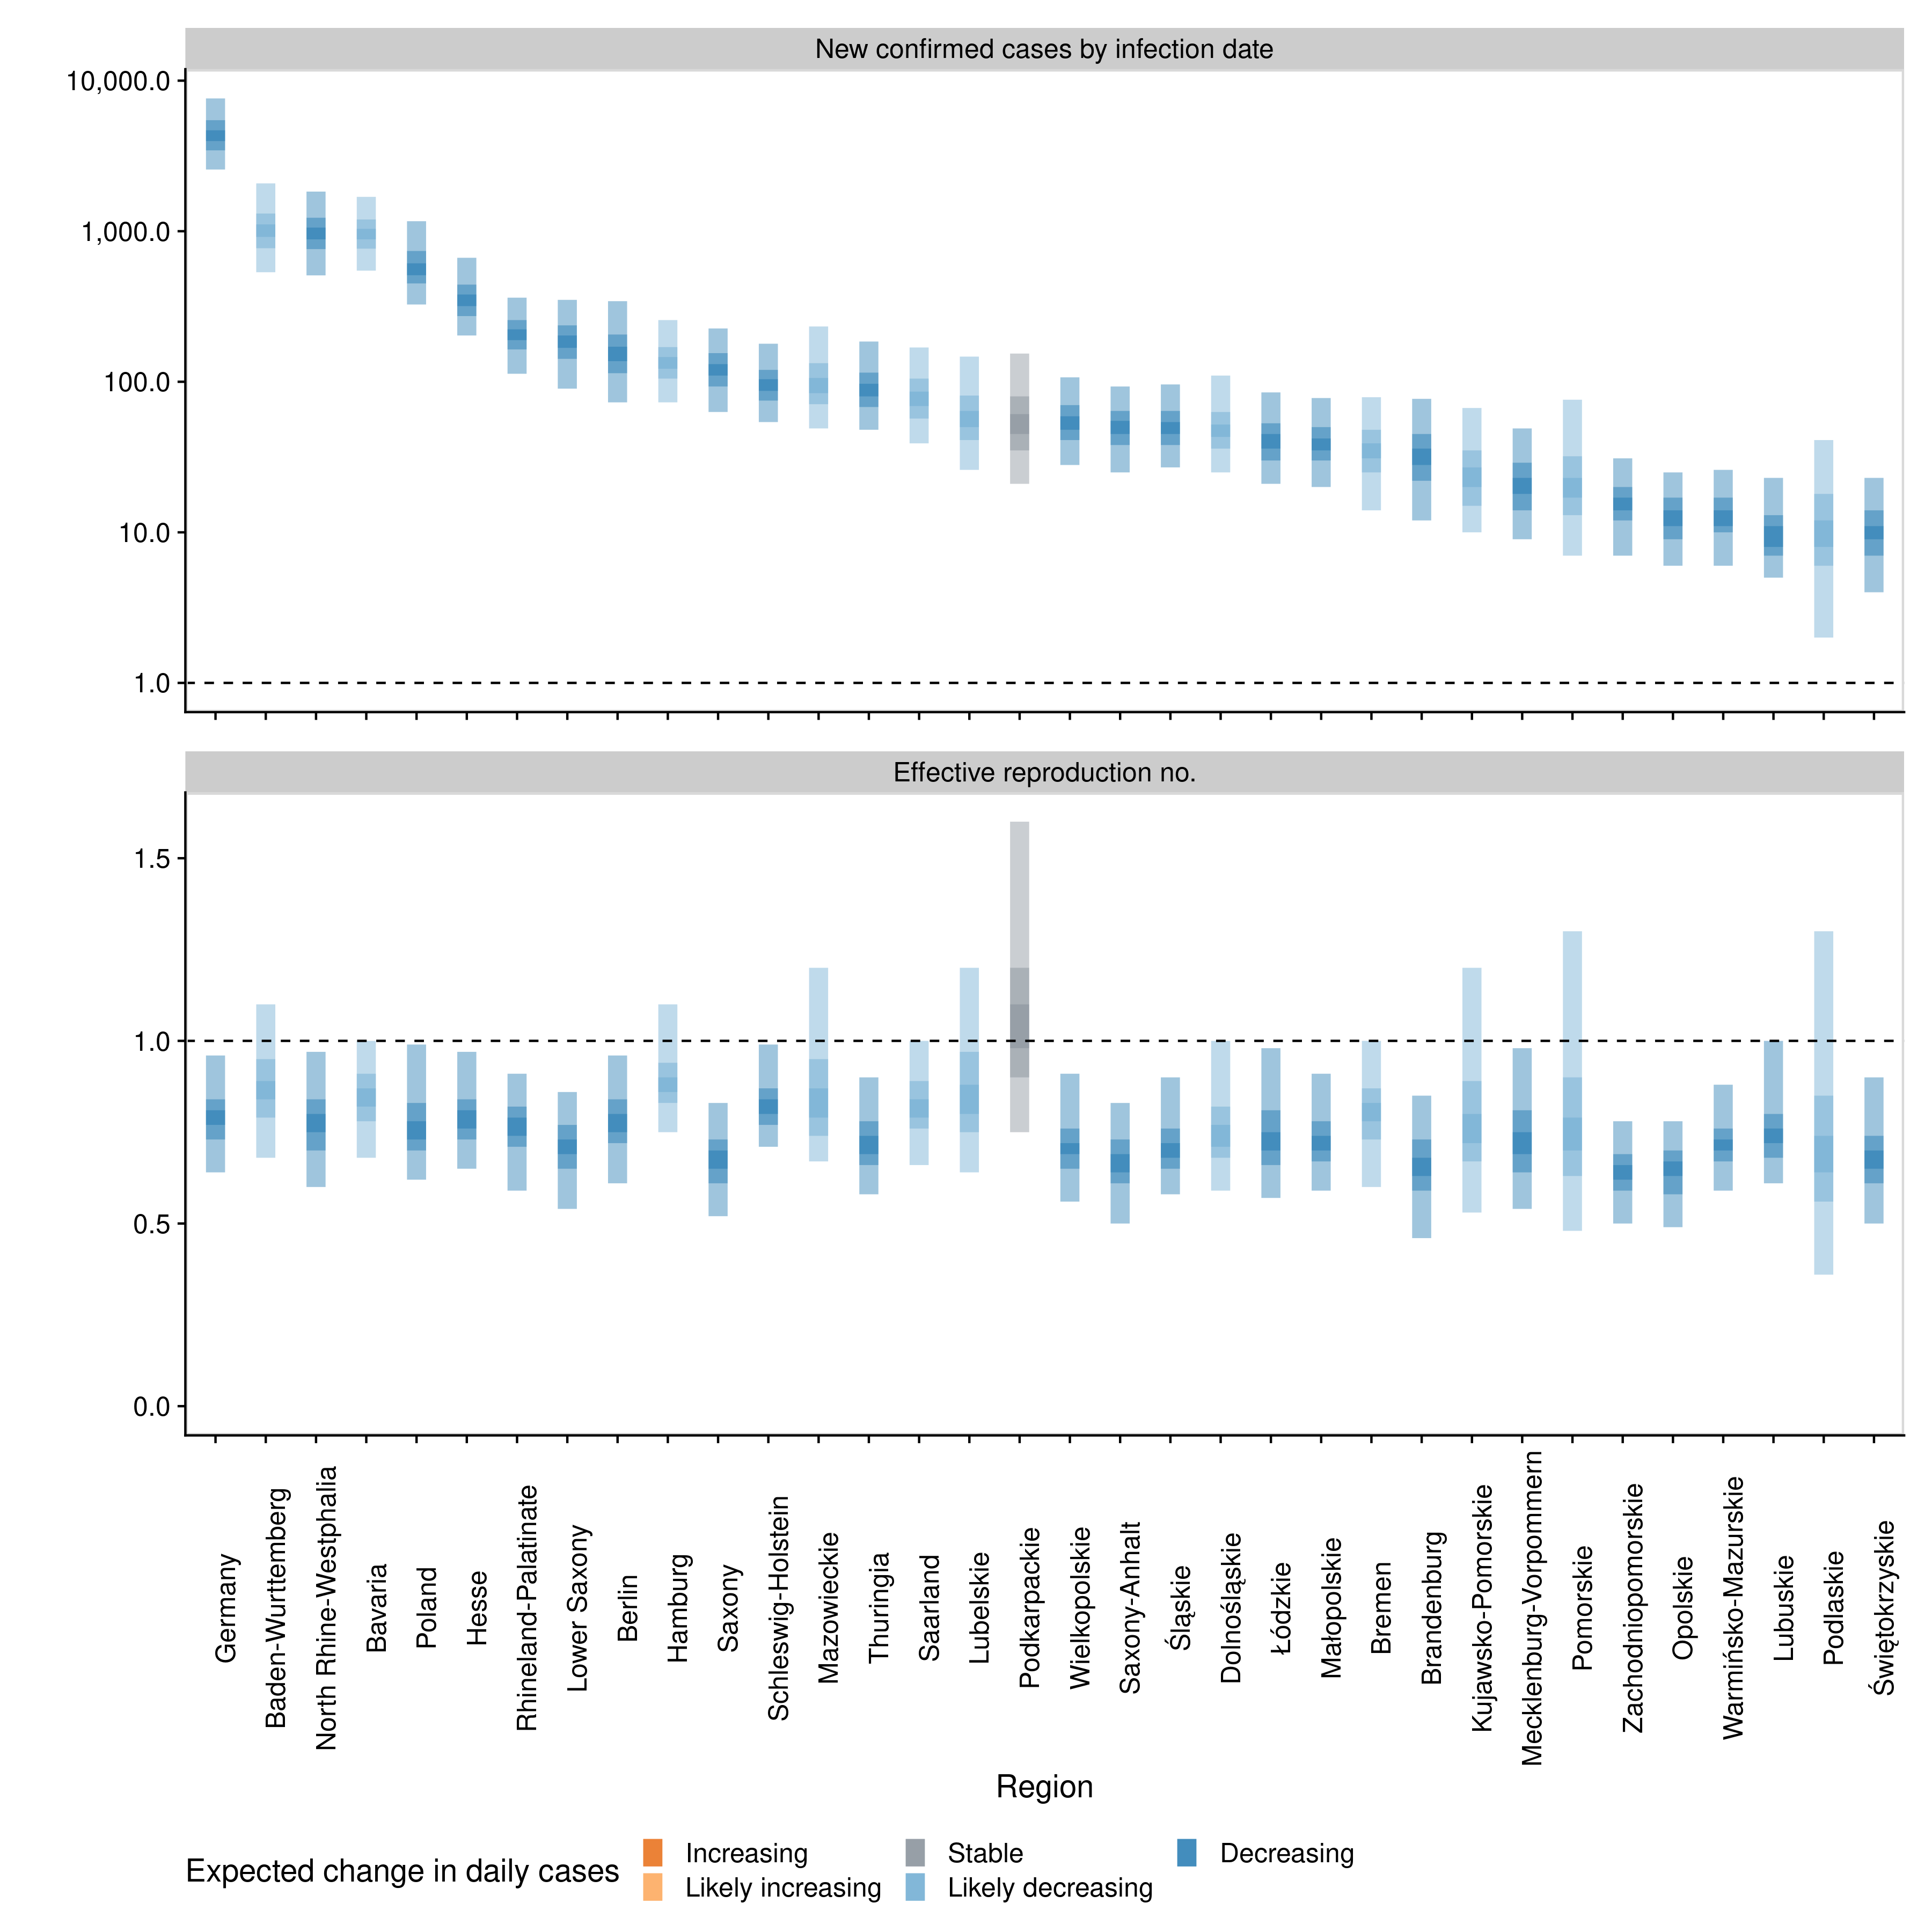 New confirmed cases by infection date
10,000.0
1,000.0
100.0
10.0
1.0
Effective reproduction no.
1.5
1.0
0.5
0.0
Germany
Baden-Wurttemberg
North Rhine-Westphalia
Bavaria
Poland
Hesse
Rhineland-Palatinate
Lower Saxony
Berlin
Hamburg
Saxony
Schleswig-Holstein
Mazowieckie
Thuringia
Saarland
Lubelskie
Podkarpackie
Wielkopolskie
Saxony-Anhalt
Śląskie
Dolnośląskie
Łódzkie
Małopolskie
Bremen
Brandenburg
Kujawsko-Pomorskie
Mecklenburg-Vorpommern
Pomorskie
Zachodniopomorskie
Opolskie
Warmińsko-Mazurskie
Lubuskie
Podlaskie
Świętokrzyskie
Region
Expected change in daily cases
Increasing
Likely increasing
Stable
Likely decreasing
Decreasing